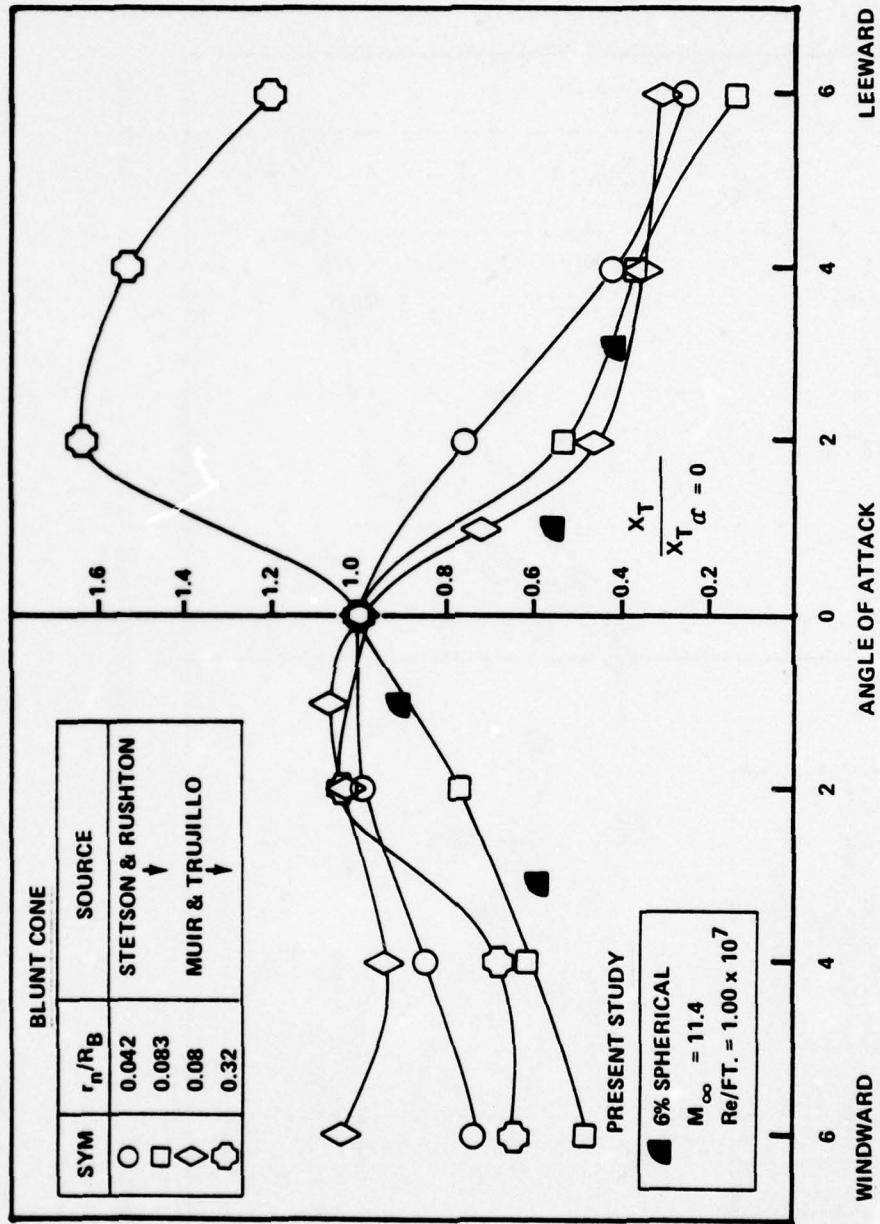 BLUNT CONE
SYM r_n/R_B SOURCE
0.042 STETSON & RUSHTON
0.083
0.08 MUIR & TRUJILLO
0.32
PRESENT STUDY
6% SPHERICAL
M∞ = 11.4
Re/FT. = 1.00 x 10⁷
1.6
1.4
1.2
1.0
0.8
0.6
0.4
0.2
X_T
X_T α = 0
6 4 2 0 2 4 6
WINDWARD ANGLE OF ATTACK LEEWARD